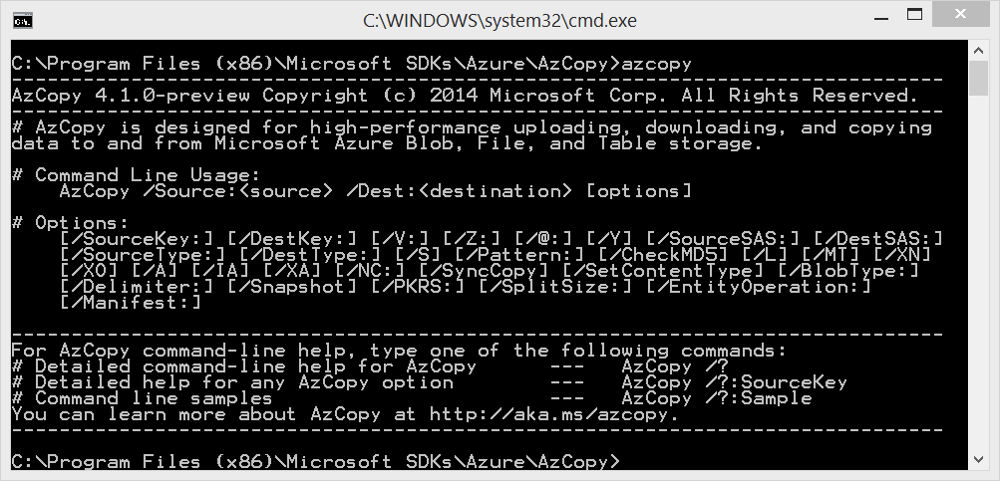 C:\WINDOWS\system32\cmd.exe
C:\Program Files (x86)\Microsoft SDKs\Azure\AzCopy>azcopy
------------------------------------------------------------------------------
AzCopy 4.1.0-preview Copyright (c) 2014 Microsoft Corp. All Rights Reserved.
------------------------------------------------------------------------------
# AzCopy is designed for high-performance uploading, downloading, and copying
data to and from Microsoft Azure Blob, File, and Table storage.
# Command Line Usage:
    AzCopy /Source:<source> /Dest:<destination> [options]
# Options:
    [/SourceKey:] [/DestKey:] [/V:] [/Z:] [/@:] [/Y] [/SourceSAS:] [/DestSAS:]
    [/SourceType:] [/DestType:] [/S] [/Pattern:] [/CheckMD5] [/L] [/MT] [/XN]
    [/XO] [/A] [/IA] [/XA] [/NC:] [/SyncCopy] [/SetContentType] [/BlobType:]
    [/Delimiter:] [/Snapshot] [/PKRS:] [/SplitSize:] [/EntityOperation:]
    [/Manifest:]
------------------------------------------------------------------------------
For AzCopy command-line help, type one of the following commands:
# Detailed command-line help for AzCopy      ---   AzCopy /?
# Detailed help for any AzCopy option        ---   AzCopy /?:SourceKey
# Command line samples                       ---   AzCopy /?:Sample
You can learn more about AzCopy at http://aka.ms/azcopy.
------------------------------------------------------------------------------
C:\Program Files (x86)\Microsoft SDKs\Azure\AzCopy>